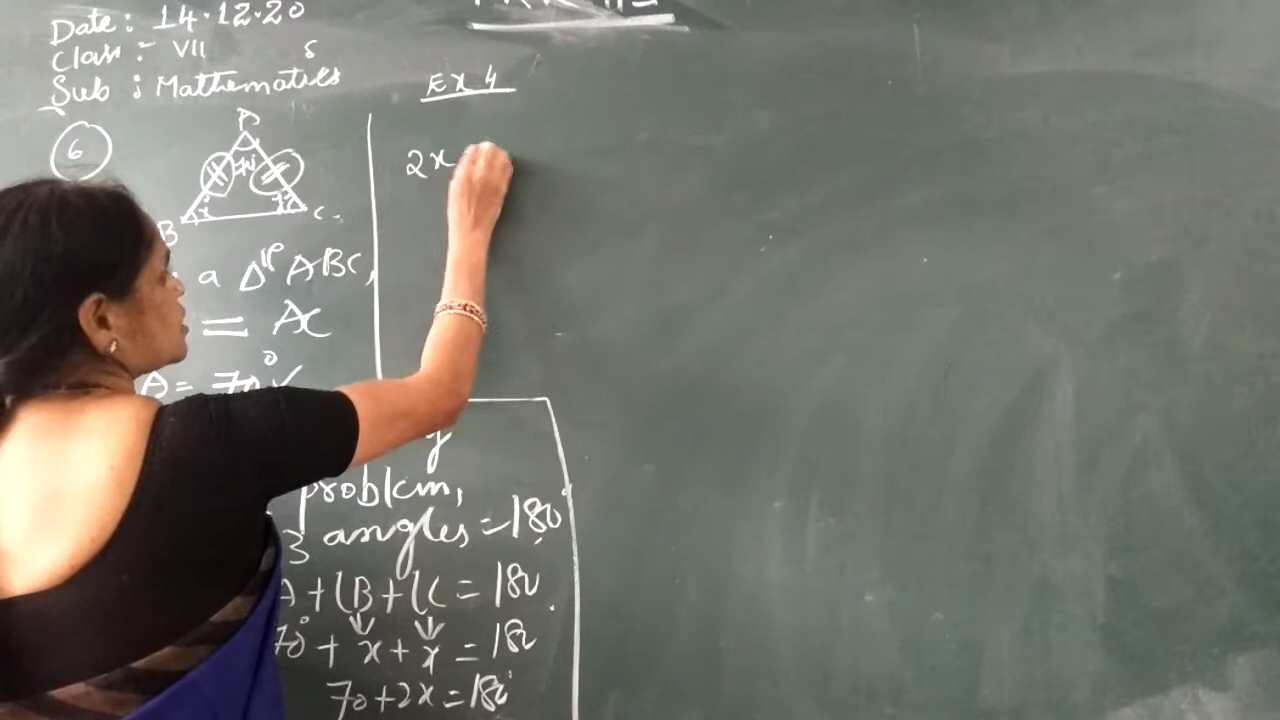 Date: 14.12.20
Class:- VII
Sub : Mathematics
Ex 4
6
A
70
x x
B C.
2x
a Δle ABC,
= AC
A = 70° ✓
problem,
3 angles = 180°
A + ∠B + ∠C = 180
70° + x + x = 180
70 + 2x = 180°